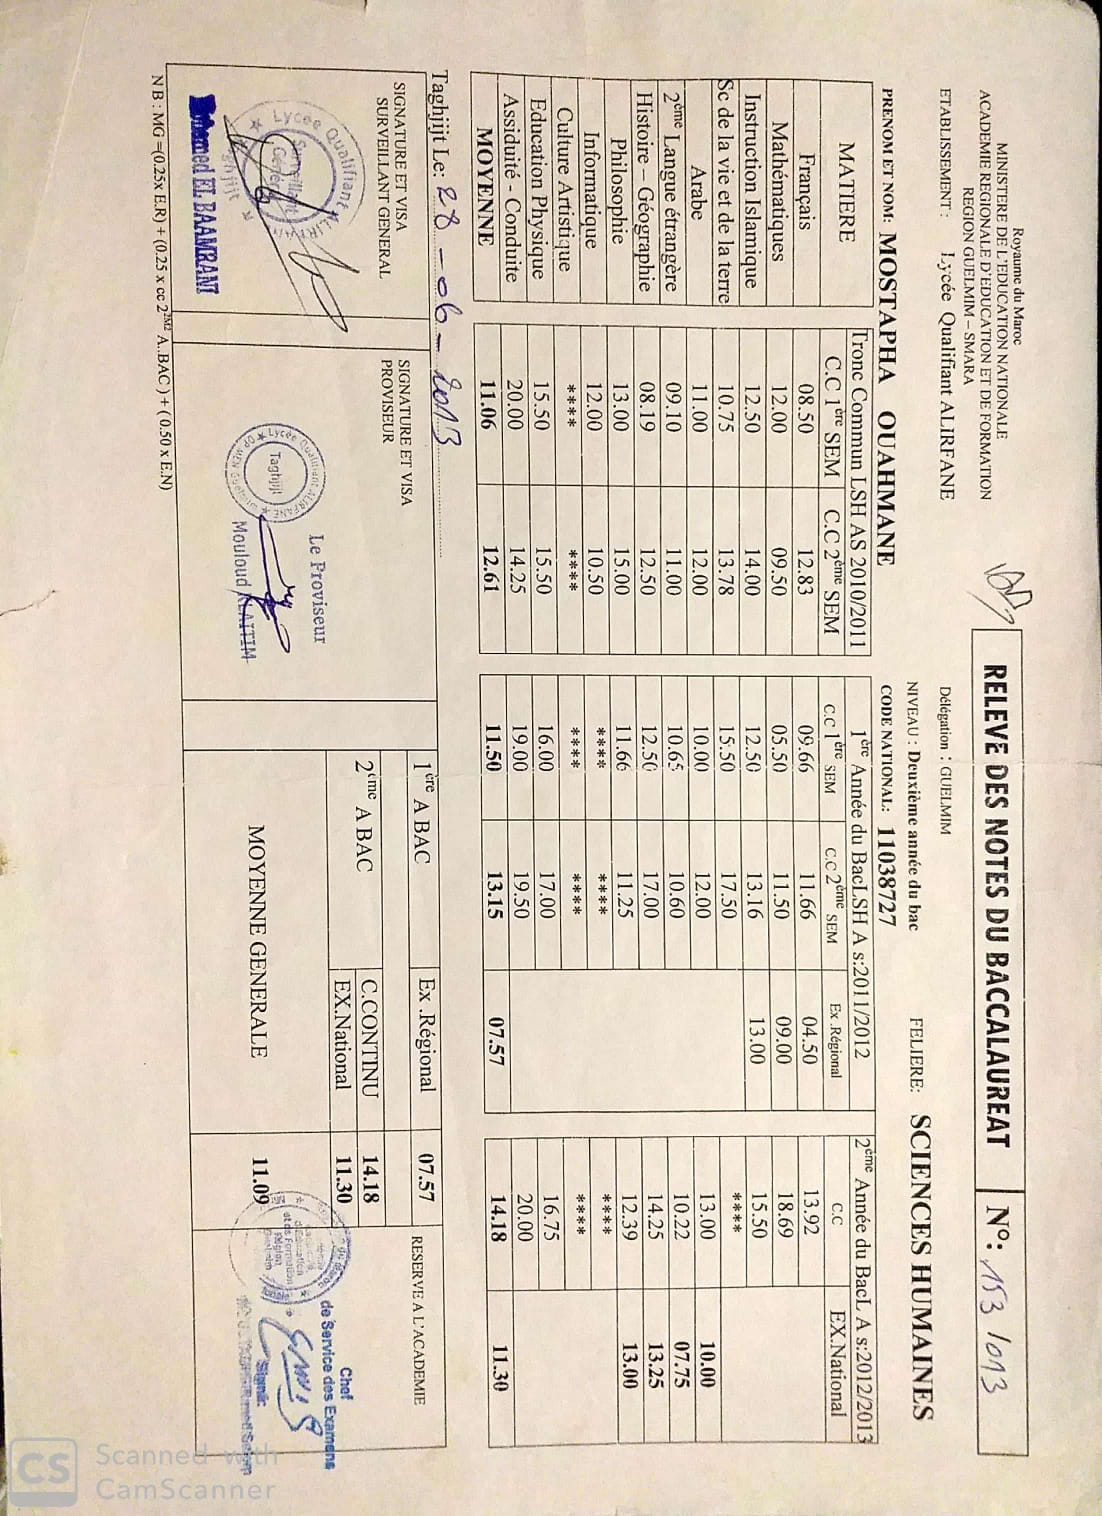 Royaume du Maroc
MINISTERE DE L'EDUCATION NATIONALE
ACADEMIE REGIONALE D'EDUCATION ET DE FORMATION
REGION GUELMIM – SMARA
RELEVE DES NOTES DU BACCALAUREAT N°: 153/013
ETABLISSEMENT : Lycée Qualifiant ALIRFANE Délégation : GUELMIM
NIVEAU : Deuxième année du bac FELIERE: SCIENCES HUMAINES
PRENOM ET NOM: MOSTAPHA OUAHMANE CODE NATIONAL: 11038727
MATIERE Tronc Commun LSH AS 2010/2011 1ère Année du BacLSH A s:2011/2012 2ème Année du BacL A s:2012/2013
C.C 1ère SEM C.C 2ème SEM c.c 1ère SEM c.c 2ème SEM Ex .Régional c.c EX.National
Français 08.50 12.83 09.66 11.66 04.50 13.92
Mathématiques 12.00 09.50 05.50 11.50 09.00 18.69
Instruction Islamique 12.50 14.00 12.50 13.16 13.00 15.50
Sc de la vie et de la terre 10.75 13.78 15.50 17.50 ****
Arabe 11.00 12.00 10.00 12.00 13.00 10.00
2ème Langue étrangère 09.10 11.00 10.65 10.60 10.22 07.75
Histoire – Géographie 08.19 12.50 12.50 17.00 14.25 13.25
Philosophie 13.00 15.00 11.66 11.25 12.39 13.00
Informatique 12.00 10.50 **** **** ****
Culture Artistique **** **** **** **** ****
Education Physique 15.50 15.50 16.00 17.00 16.75
Assiduité - Conduite 20.00 14.25 19.00 19.50 20.00
MOYENNE 11.06 12.61 11.50 13.15 07.57 14.18 11.30
Taghjijt Le: 28-06-2013
SIGNATURE ET VISA
SURVEILLANT GENERAL
Lycée Qualifiant ALIRFANE
Surveillant
Général
Taghjijt
EL BAAMRANI
SIGNATURE ET VISA
PROVISEUR
Lycée Qualifiant ALIRFANE
Taghjijt
Le Proviseur
Mouloud KLAITIM
1ère A BAC Ex .Régional 07.57
2ème A BAC C.CONTINU 14.18
EX.National 11.30
MOYENNE GENERALE 11.09
RESERVE A L'ACADEMIE
Chef
de Service des Examens
Signé:
N B : MG =(0.25x E.R) + (0.25 x cc 2ème A..BAC ) + ( 0.50 x E.N)
CS Scanned with
CamScanner